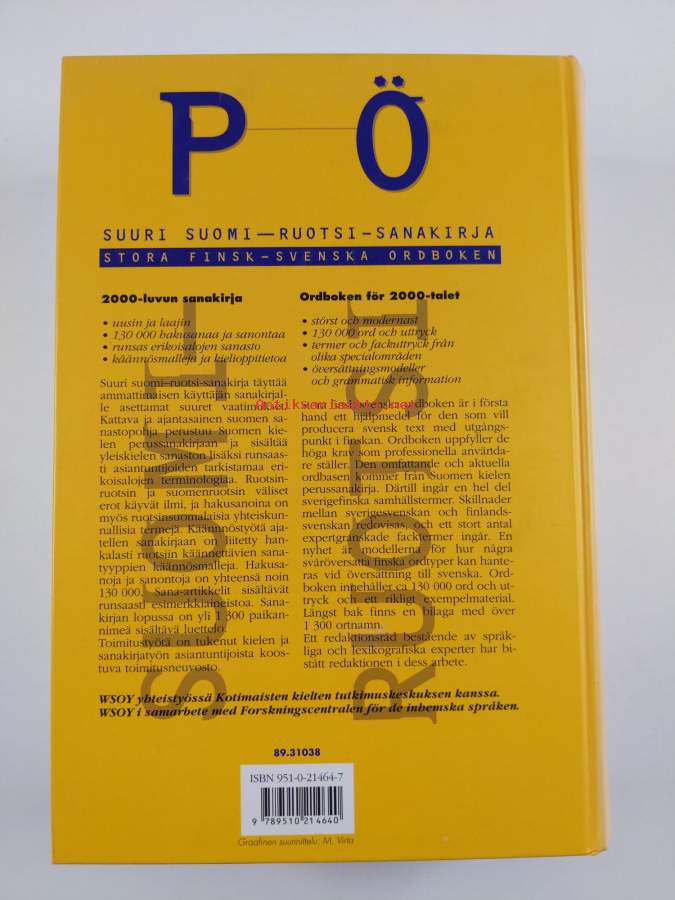 P Ö
SUURI SUOMI—RUOTSI-SANAKIRJA
STORA FINSK-SVENSKA ORDBOKEN
2000-luvun sanakirja
• uusin ja laajin
• 130 000 hakusanaa ja sanontaa
• runsas erikoisalojen sanasto
• käännösmalleja ja kielioppitietoa
Suuri suomi–ruotsi-sanakirja täyttää
ammattimaisen käyttäjän sanakirjal-
le asettamat suuret vaatimukset.
Kattava ja ajantasainen suomen sa-
nastopohja perustuu Suomen kie-
len perussanakirjaan ja sisältää
yleiskielen sanaston lisäksi runsaas-
ti asiantuntijoiden tarkistamaa eri-
koisalojen terminologiaa. Ruotsin-
ruotsin ja suomenruotsin väliset
erot käyvät ilmi, ja hakusanoina on
myös ruotsinsuomalaisia yhteiskun-
nallisia termejä. Käännöstyötä aja-
tellen sanakirjaan on liitetty han-
kalasti ruotsiin käännettävien sana-
tyyppien käännösmalleja. Hakusa-
noja ja sanontoja on yhteensä noin
130 000. Sana-artikkelit sisältävät
runsaasti esimerkkiaineistoa. Sana-
kirjan lopussa on yli 1 300 paikan-
nimeä sisältävä luettelo.
Toimitustyötä on tukenut kielen ja
sanakirjatyön asiantuntijoista koos-
tuva toimitusneuvosto.
Ordboken för 2000-talet
• störst och modernast
• 130 000 ord och uttryck
• termer och fackuttryck från
olika specialområden
• översättningsmodeller
och grammatisk information
Stora finsk-svenska ordboken är i första
hand ett hjälpmedel för den som vill
producera svensk text med utgångs-
punkt i finskan. Ordboken uppfyller de
höga krav som professionella använda-
re ställer. Den omfattande och aktuella
ordbasen kommer från Suomen kielen
perussanakirja. Därtill ingår en hel del
sverigefinska samhällstermer. Skillnader
mellan sverigesvenskan och finlands-
svenskan redovisas, och ett stort antal
expertgranskade facktermer ingår. En
nyhet är modellerna för hur några
svåröversatta finska ordtyper kan hante-
ras vid översättning till svenska. Ord-
boken innehåller ca 130 000 ord och ut-
tryck och ett rikligt exempelmaterial.
Längst bak finns en bilaga med över
1 300 ortnamn.
Ett redaktionsråd bestående av språk-
liga och lexikografiska experter har bi-
stått redaktionen i dess arbete.
SUOMI
RUOTSI
WSOY yhteistyössä Kotimaisten kielten tutkimuskeskuksen kanssa.
WSOY i samarbete med Forskningscentralen för de inhemska språken.
89.31038
ISBN 951-0-21464-7
9 789510 214640
Graafinen suunnittelu: M. Virta